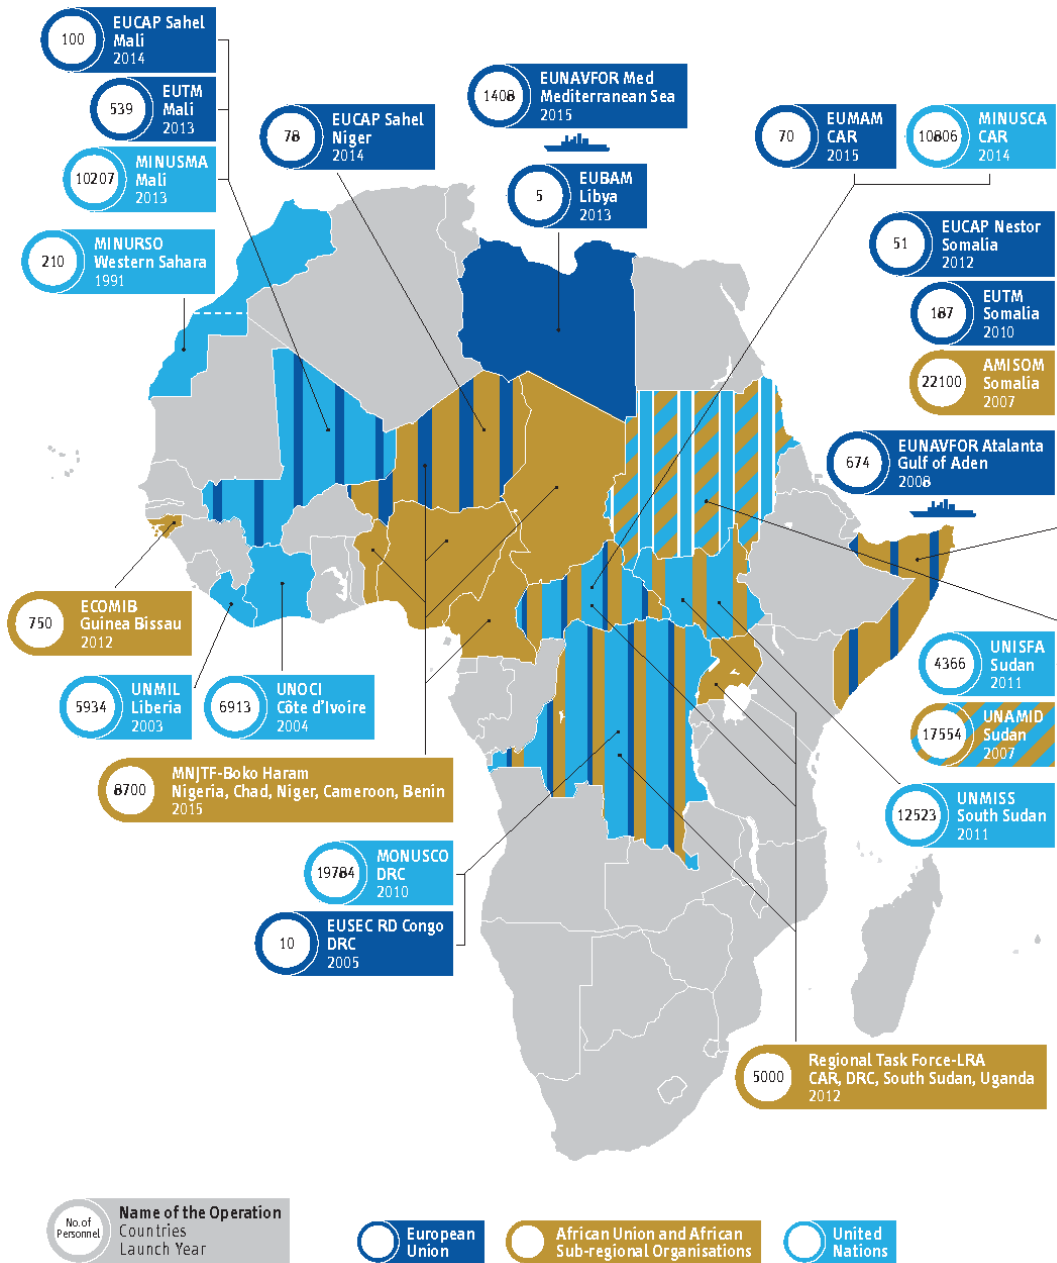 100
EUCAP Sahel
Mali
2014
539
EUTM
Mali
2013
10207
MINUSMA
Mali
2013
210
MINURSO
Western Sahara
1991
78
EUCAP Sahel
Niger
2014
1408
EUNAVFOR Med
Mediterranean Sea
2015
5
EUBAM
Libya
2013
70
EUMAM
CAR
2015
10806
MINUSCA
CAR
2014
51
EUCAP Nestor
Somalia
2012
187
EUTM
Somalia
2010
22100
AMISOM
Somalia
2007
674
EUNAVFOR Atalanta
Gulf of Aden
2008
750
ECOMIB
Guinea Bissau
2012
5934
UNMIL
Liberia
2003
6913
UNOCI
Côte d'Ivoire
2004
4366
UNISFA
Sudan
2011
17554
UNAMID
Sudan
2007
8700
MNJTF-Boko Haram
Nigeria, Chad, Niger, Cameroon, Benin
2015
12523
UNMISS
South Sudan
2011
19784
MONUSCO
DRC
2010
10
EUSEC RD Congo
DRC
2005
5000
Regional Task Force-LRA
CAR, DRC, South Sudan, Uganda
2012
No. of
Personnel
Name of the Operation
Countries
Launch Year
European
Union
African Union and African
Sub-regional Organisations
United
Nations